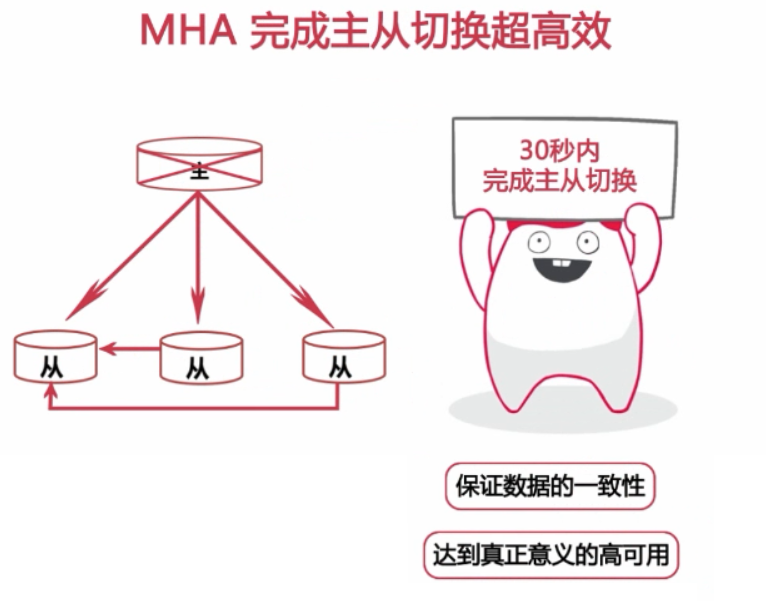 MHA 完成主从切换超高效
主
30秒内
完成主从切换
从
从
从
保证数据的一致性
达到真正意义的高可用